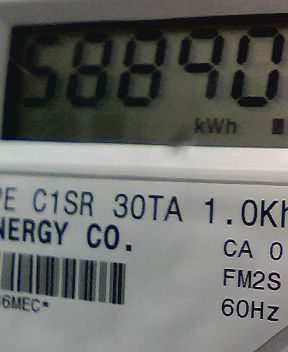 58890
kWh
PE C1SR 30TA 1.0Kh
NERGY CO.
CA 0
FM2S
6MEC*
60Hz